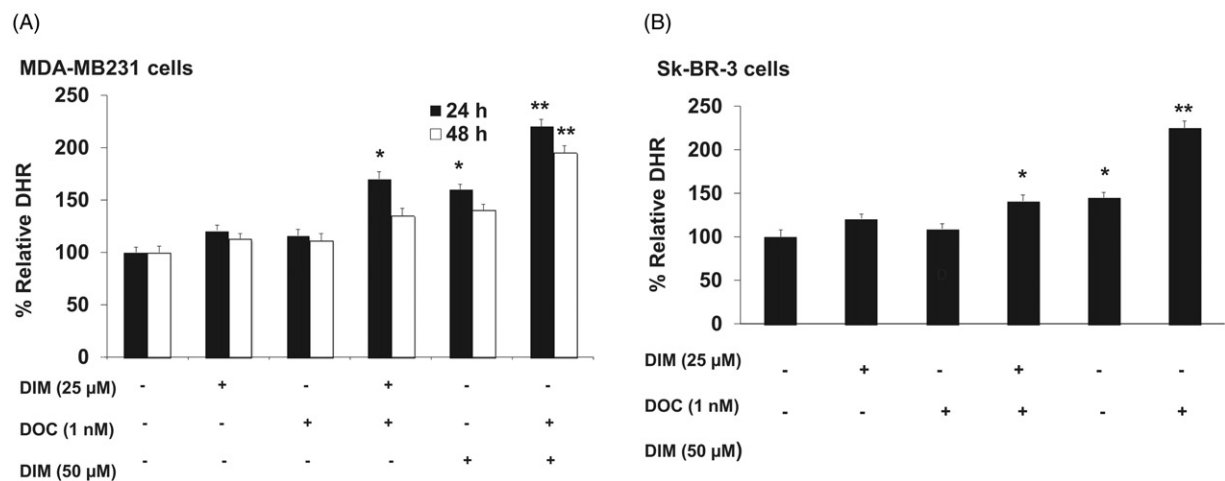 (A)
MDA-MB231 cells
250
200
150
100
50
0
% Relative DHR
24 h
48 h
* * ** **
DIM (25 µM) - + - + - -
DOC (1 nM) - - + + - +
DIM (50 µM) - - - - + +
(B)
Sk-BR-3 cells
250
200
150
100
50
0
% Relative DHR
* * **
DIM (25 µM) - + - + - -
DOC (1 nM) - - + + - +
DIM (50 µM)